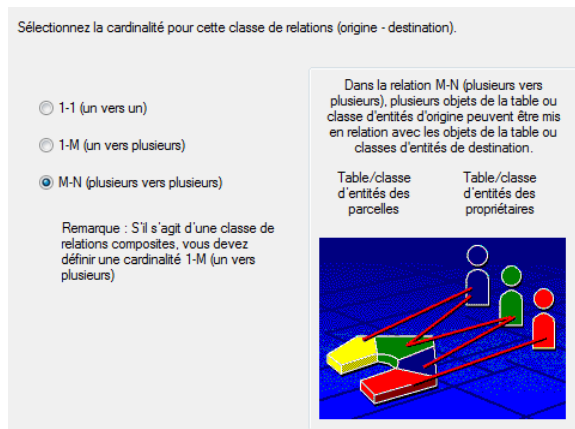 Sélectionnez la cardinalité pour cette classe de relations (origine - destination).
1-1 (un vers un)
1-M (un vers plusieurs)
M-N (plusieurs vers plusieurs)
Remarque : S'il s'agit d'une classe de
relations composites, vous devez
définir une cardinalité 1-M (un vers
plusieurs)
Dans la relation M-N (plusieurs vers
plusieurs), plusieurs objets de la table ou
classe d'entités d'origine peuvent être mis
en relation avec les objets de la table ou
classes d'entités de destination.
Table/classe
d'entités des
parcelles
Table/classe
d'entités des
propriétaires